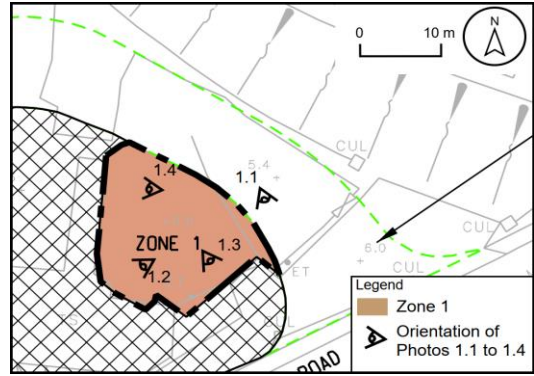 0 10 m
N
CUL
1.4
5.4
1.1
ZONE 1
1.3
1.2
6.0
ET
CUL
CUL
ROAD
Legend
Zone 1
Orientation of
Photos 1.1 to 1.4